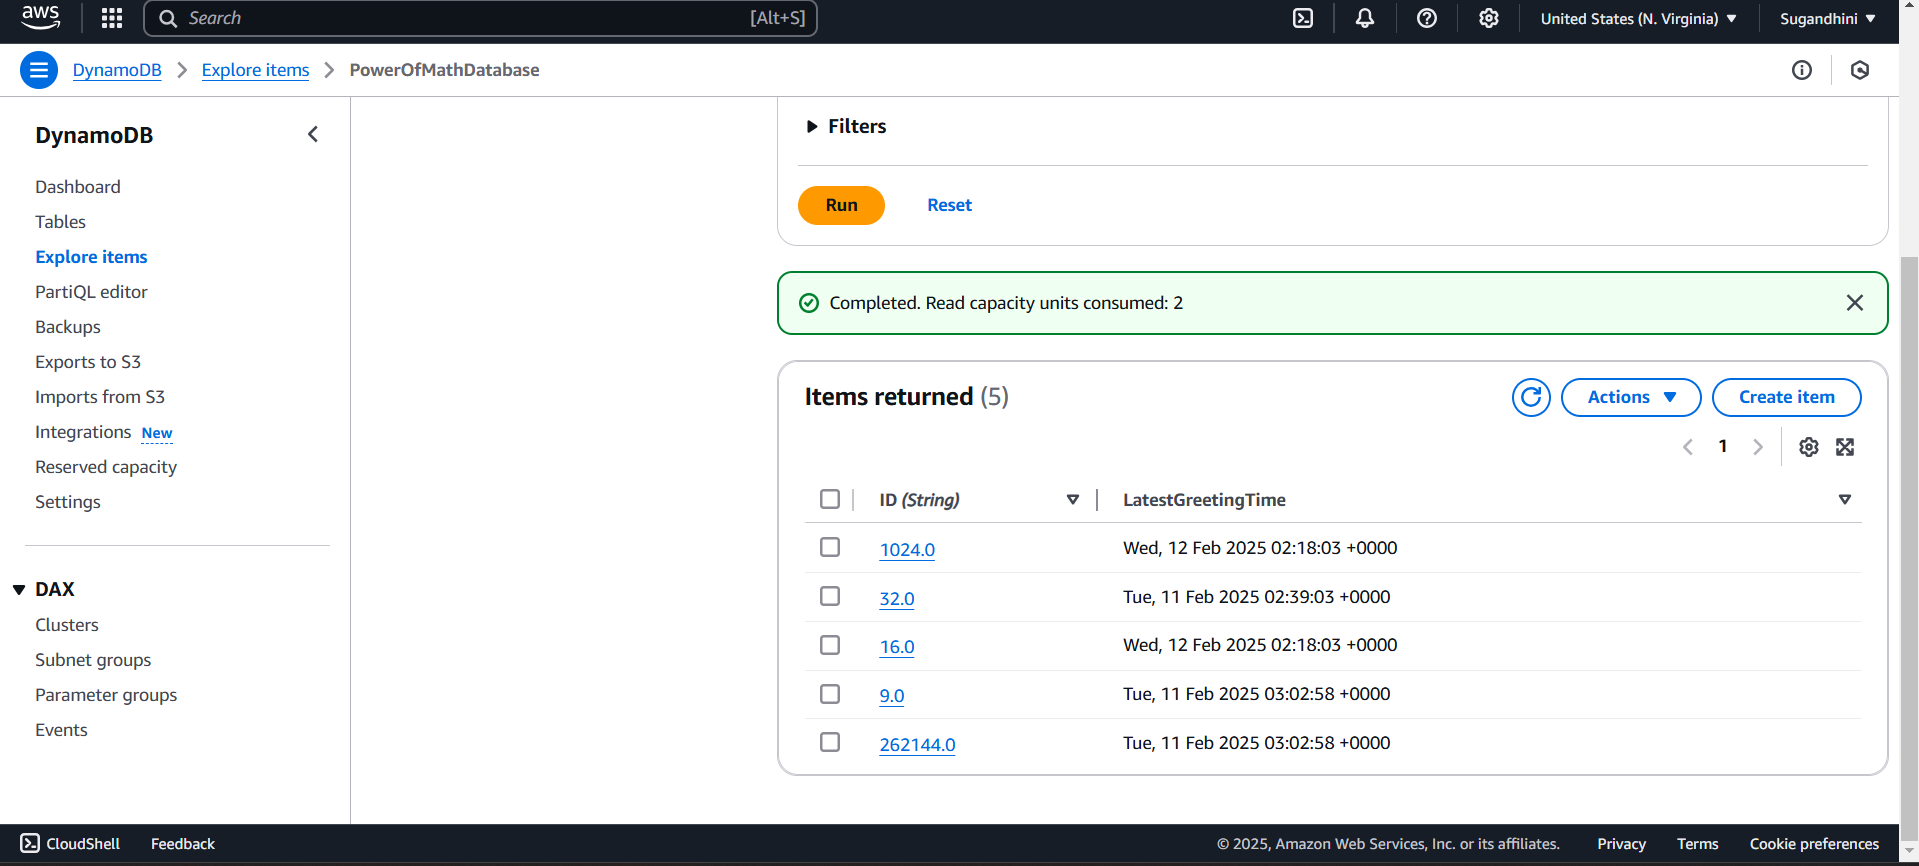 aws
Search [Alt+S]
United States (N. Virginia)
Sugandhini
DynamoDB
Explore items
PowerOfMathDatabase
DynamoDB
Dashboard
Tables
Explore items
PartiQL editor
Backups
Exports to S3
Imports from S3
Integrations New
Reserved capacity
Settings
DAX
Clusters
Subnet groups
Parameter groups
Events
Filters
Run Reset
Completed. Read capacity units consumed: 2
Items returned (5)
Actions
Create item
1
ID (String) LatestGreetingTime
1024.0 Wed, 12 Feb 2025 02:18:03 +0000
32.0 Tue, 11 Feb 2025 02:39:03 +0000
16.0 Wed, 12 Feb 2025 02:18:03 +0000
9.0 Tue, 11 Feb 2025 03:02:58 +0000
262144.0 Tue, 11 Feb 2025 03:02:58 +0000
CloudShell Feedback © 2025, Amazon Web Services, Inc. or its affiliates. Privacy Terms Cookie preferences